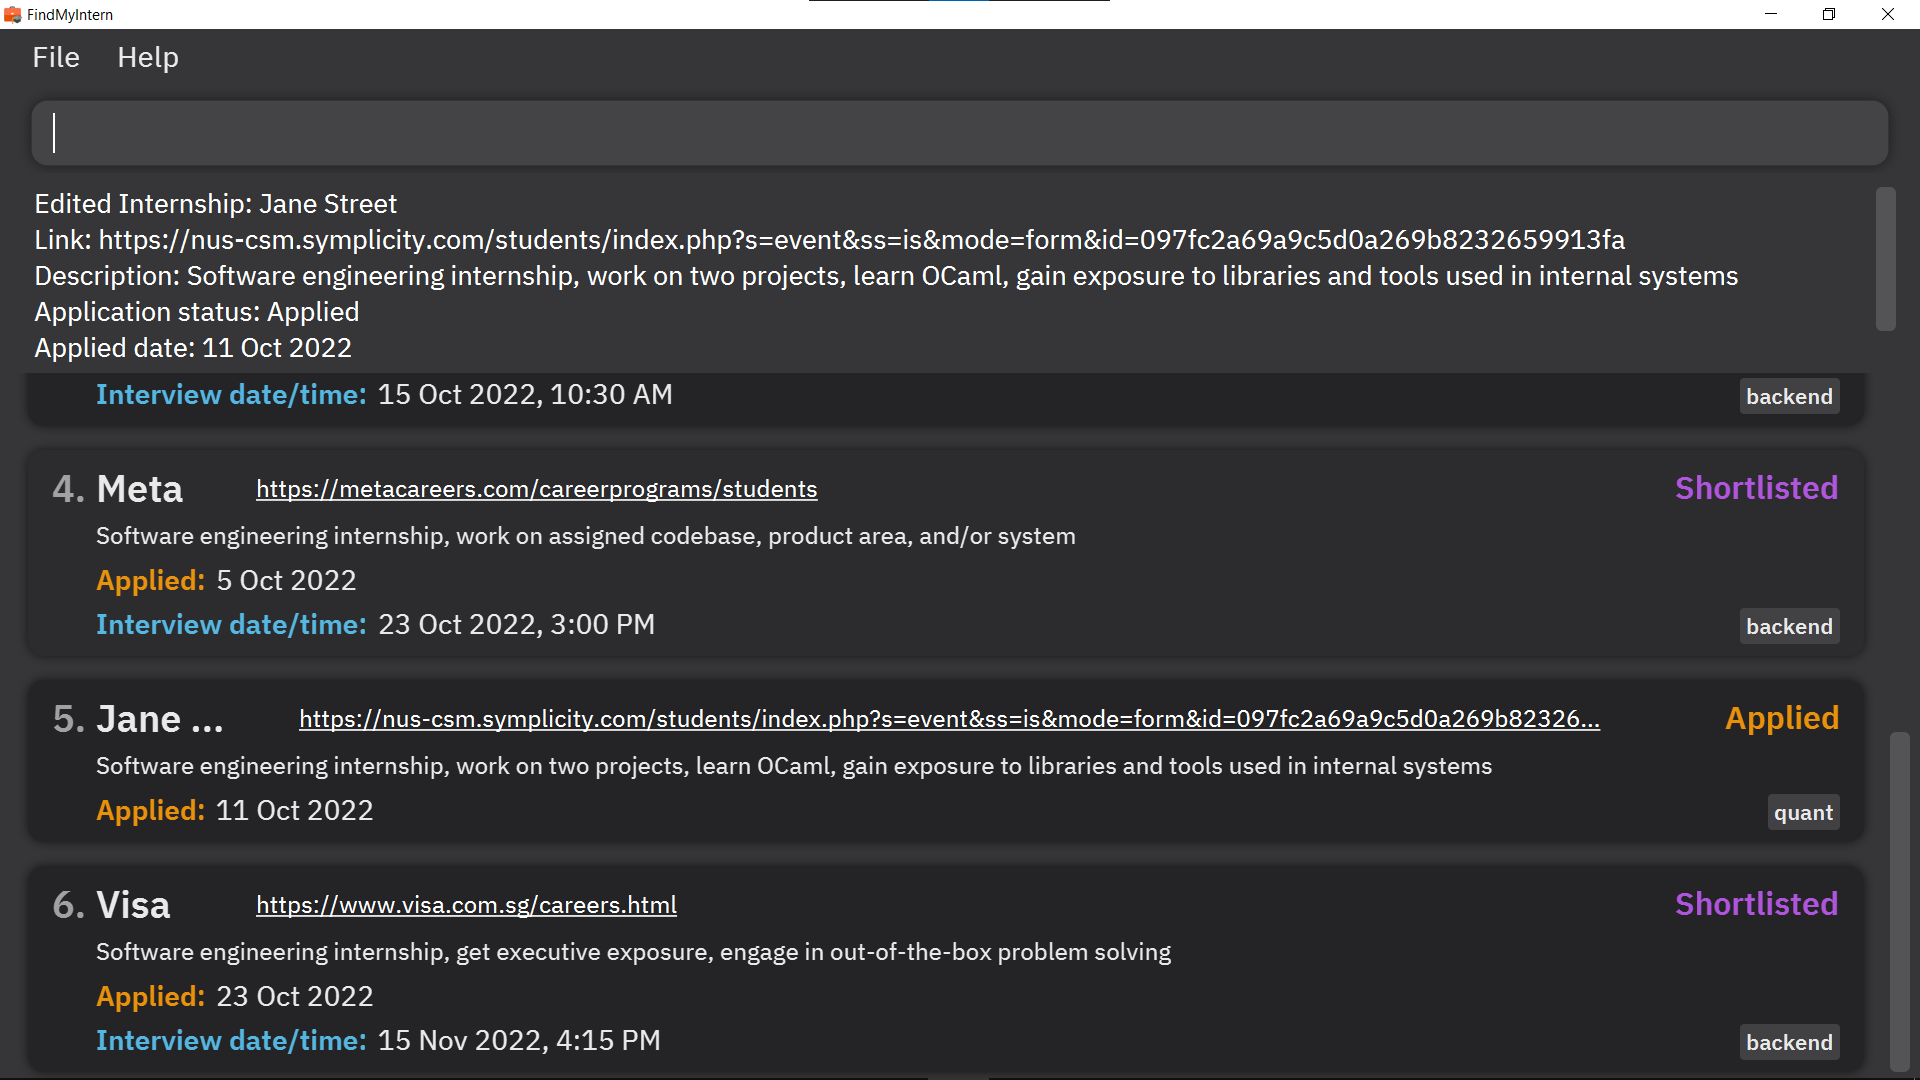 FindMyIntern
File Help
Edited Internship: Jane Street
Link: https://nus-csm.symplicity.com/students/index.php?s=event&ss=is&mode=form&id=097fc2a69a9c5d0a269b8232659913fa
Description: Software engineering internship, work on two projects, learn OCaml, gain exposure to libraries and tools used in internal systems
Application status: Applied
Applied date: 11 Oct 2022
Interview date/time: 15 Oct 2022, 10:30 AM backend
4. Meta https://metacareers.com/careerprograms/students Shortlisted
Software engineering internship, work on assigned codebase, product area, and/or system
Applied: 5 Oct 2022
Interview date/time: 23 Oct 2022, 3:00 PM backend
5. Jane ... https://nus-csm.symplicity.com/students/index.php?s=event&ss=is&mode=form&id=097fc2a69a9c5d0a269b82326... Applied
Software engineering internship, work on two projects, learn OCaml, gain exposure to libraries and tools used in internal systems
Applied: 11 Oct 2022 quant
6. Visa https://www.visa.com.sg/careers.html Shortlisted
Software engineering internship, get executive exposure, engage in out-of-the-box problem solving
Applied: 23 Oct 2022
Interview date/time: 15 Nov 2022, 4:15 PM backend